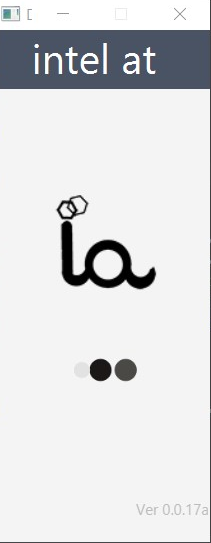 intel at
ia
Ver 0.0.17a